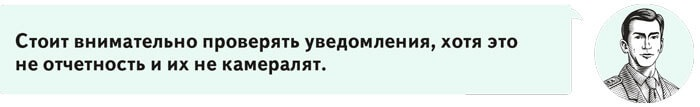 Стоит внимательно проверять уведомления, хотя это
не отчетность и их не камералят.